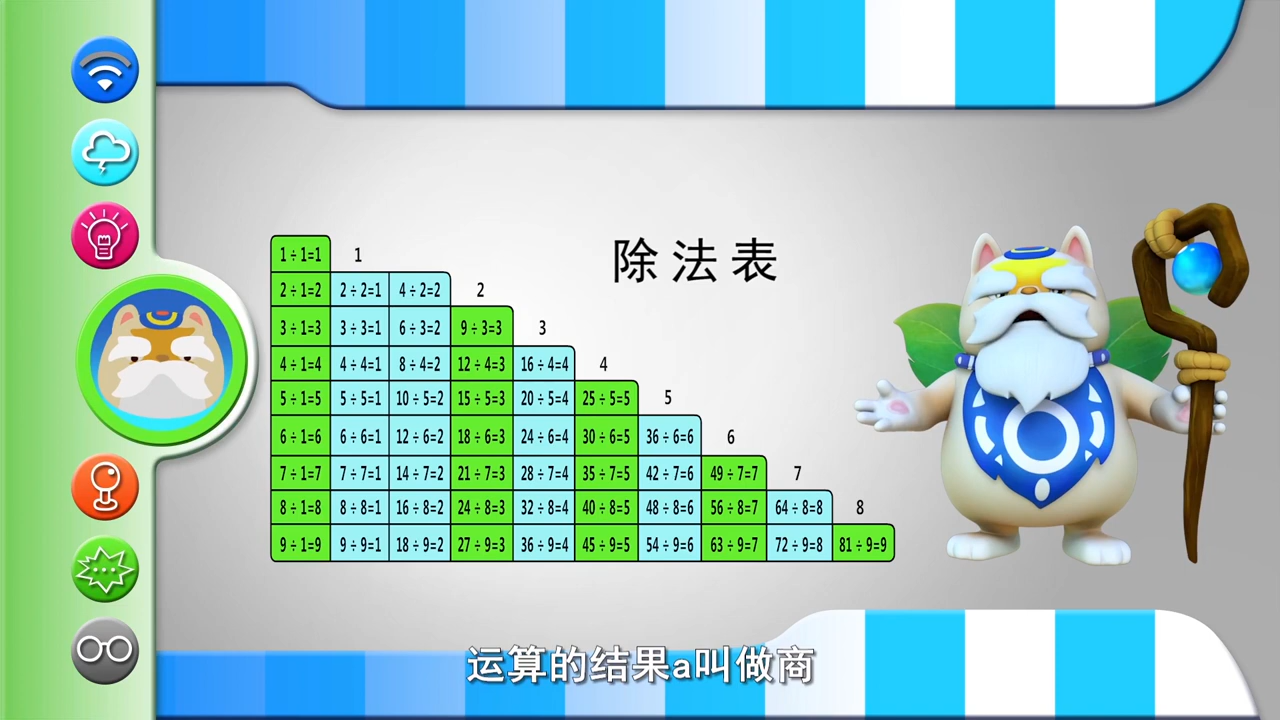 除法表
1÷1=1 1
2÷1=2 2÷2=1 4÷2=2 2
3÷1=3 3÷3=1 6÷3=2 9÷3=3 3
4÷1=4 4÷4=1 8÷4=2 12÷4=3 16÷4=4 4
5÷1=5 5÷5=1 10÷5=2 15÷5=3 20÷5=4 25÷5=5 5
6÷1=6 6÷6=1 12÷6=2 18÷6=3 24÷6=4 30÷6=5 36÷6=6 6
7÷1=7 7÷7=1 14÷7=2 21÷7=3 28÷7=4 35÷7=5 42÷7=6 49÷7=7 7
8÷1=8 8÷8=1 16÷8=2 24÷8=3 32÷8=4 40÷8=5 48÷8=6 56÷8=7 64÷8=8 8
9÷1=9 9÷9=1 18÷9=2 27÷9=3 36÷9=4 45÷9=5 54÷9=6 63÷9=7 72÷9=8 81÷9=9
运算的结果a叫做商